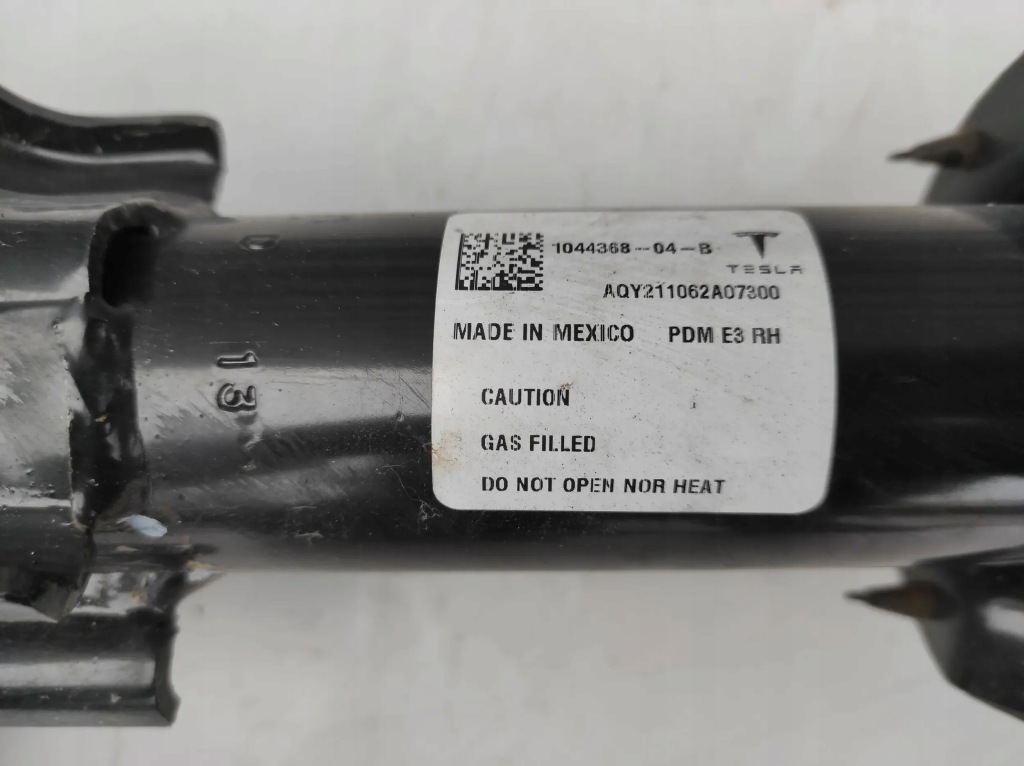 1044368-04-B
TESLA
AQY211062A07300
MADE IN MEXICO PDM E3 RH
CAUTION
GAS FILLED
DO NOT OPEN NOR HEAT
D
13